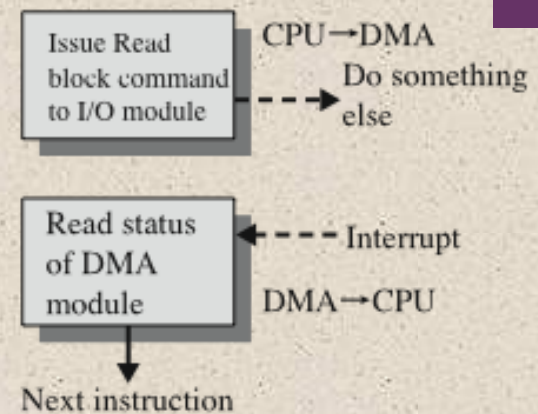 Issue Read
block command
to I/O module
CPU→DMA
Do something
else
Read status
of DMA
module
Interrupt
DMA→CPU
Next instruction